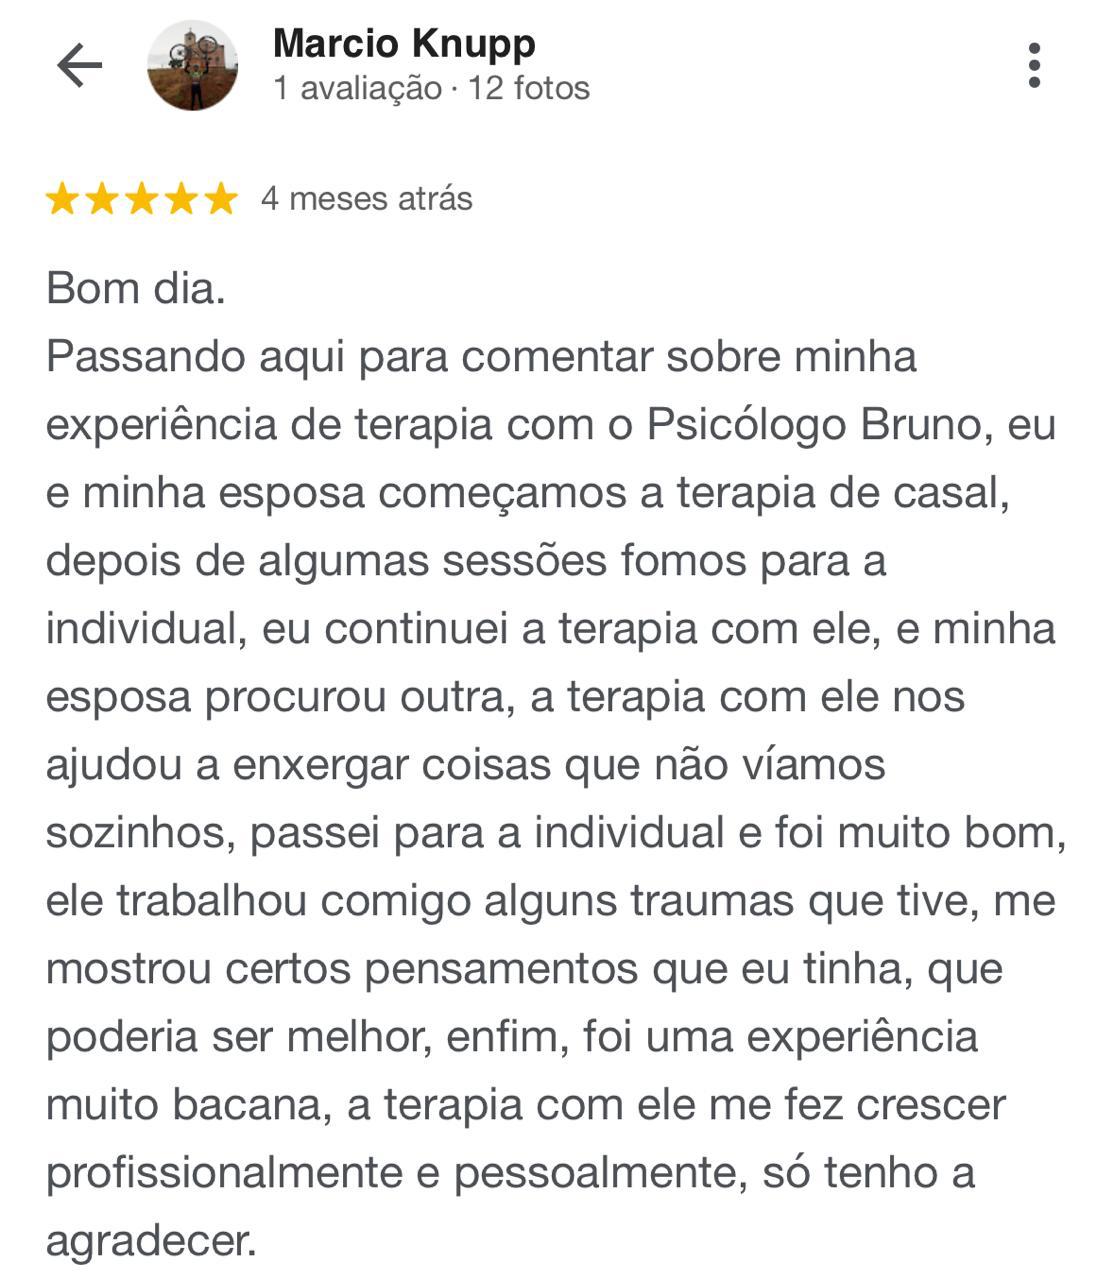 Marcio Knupp
1 avaliação · 12 fotos
4 meses atrás
Bom dia.
Passando aqui para comentar sobre minha
experiência de terapia com o Psicólogo Bruno, eu
e minha esposa começamos a terapia de casal,
depois de algumas sessões fomos para a
individual, eu continuei a terapia com ele, e minha
esposa procurou outra, a terapia com ele nos
ajudou a enxergar coisas que não víamos
sozinhos, passei para a individual e foi muito bom,
ele trabalhou comigo alguns traumas que tive, me
mostrou certos pensamentos que eu tinha, que
poderia ser melhor, enfim, foi uma experiência
muito bacana, a terapia com ele me fez crescer
profissionalmente e pessoalmente, só tenho a
agradecer.